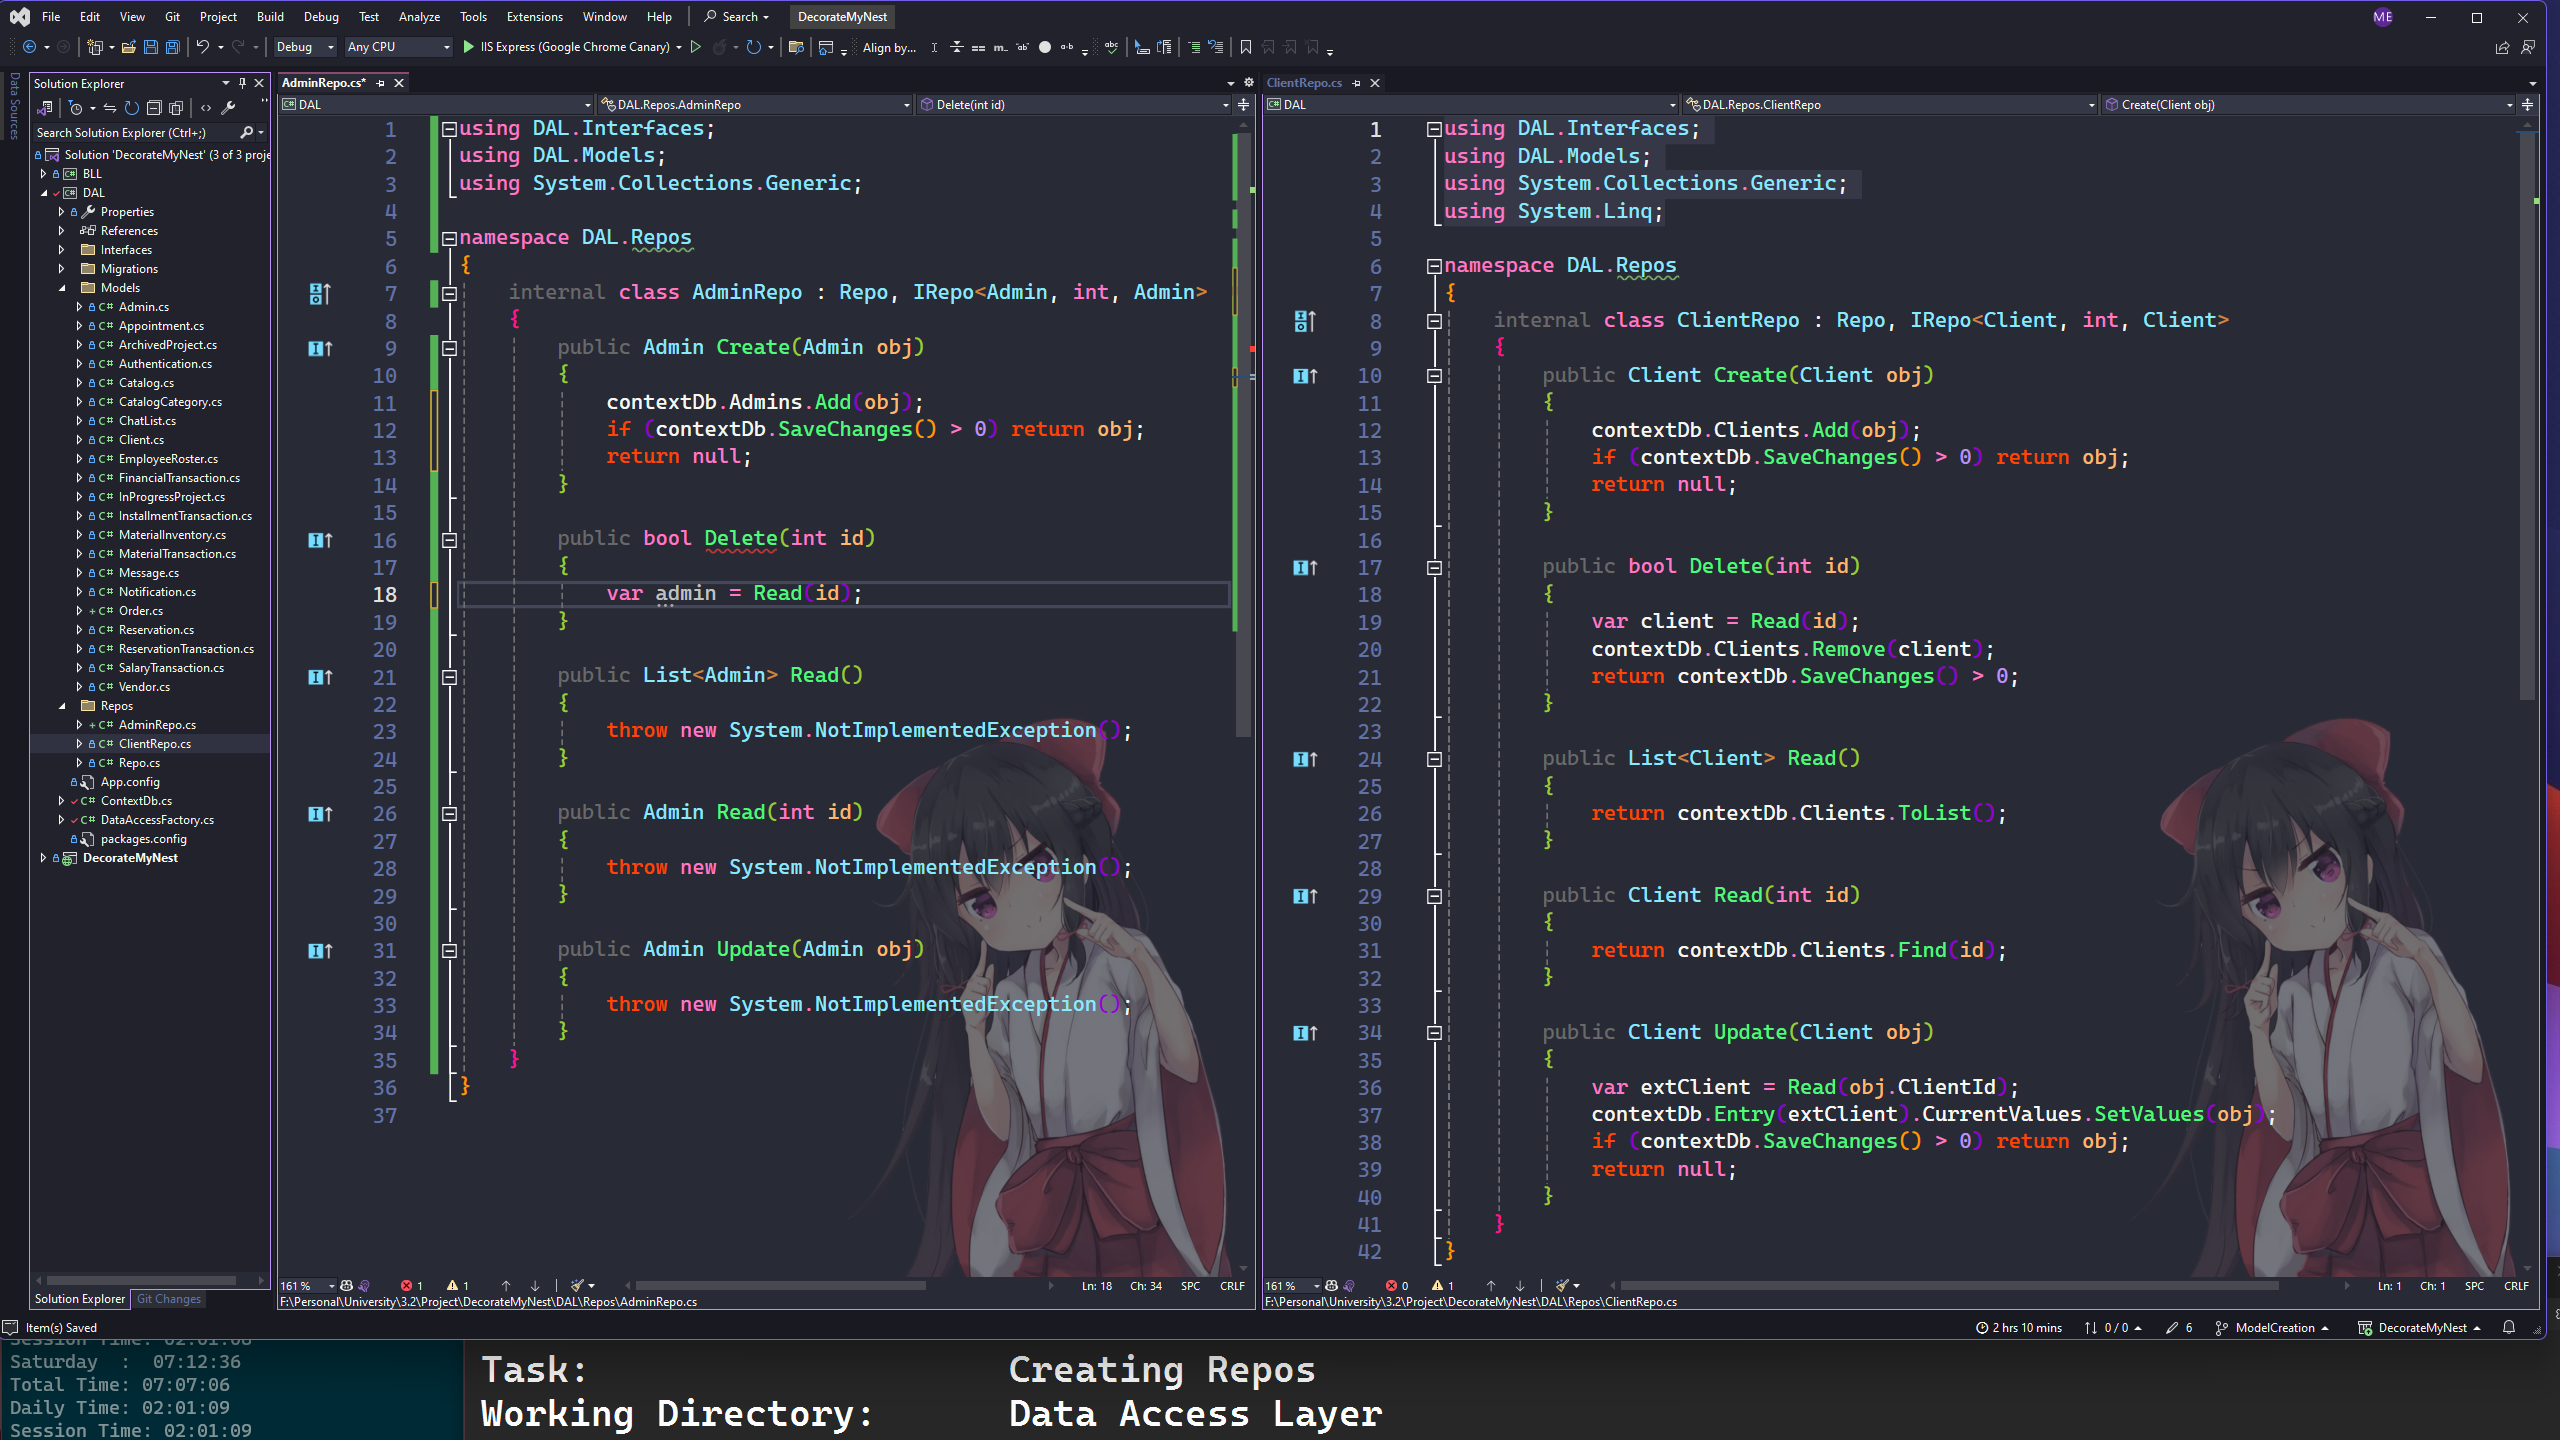 File Edit View Git Project Build Debug Test Analyze Tools Extensions Window Help Search DecorateMyNest ME
Debug Any CPU IIS Express (Google Chrome Canary) Align by...
Data Sources
Solution Explorer
Search Solution Explorer (Ctrl+;)
Solution 'DecorateMyNest' (3 of 3 proje
BLL
DAL
Properties
References
Interfaces
Migrations
Models
C# Admin.cs
C# Appointment.cs
C# ArchivedProject.cs
C# Authentication.cs
C# Catalog.cs
C# CatalogCategory.cs
C# ChatList.cs
C# Client.cs
C# EmployeeRoster.cs
C# FinancialTransaction.cs
C# InProgressProject.cs
C# InstallmentTransaction.cs
C# MaterialInventory.cs
C# MaterialTransaction.cs
C# Message.cs
C# Notification.cs
+ C# Order.cs
C# Reservation.cs
C# ReservationTransaction.cs
C# SalaryTransaction.cs
C# Vendor.cs
Repos
+ C# AdminRepo.cs
C# ClientRepo.cs
C# Repo.cs
App.config
C# ContextDb.cs
C# DataAccessFactory.cs
packages.config
DecorateMyNest
Solution Explorer Git Changes
AdminRepo.cs*
DAL DAL.Repos.AdminRepo Delete(int id)
1 using DAL.Interfaces;
2 using DAL.Models;
3 using System.Collections.Generic;
4
5 namespace DAL.Repos
6 {
7 internal class AdminRepo : Repo, IRepo<Admin, int, Admin>
8 {
9 public Admin Create(Admin obj)
10 {
11 contextDb.Admins.Add(obj);
12 if (contextDb.SaveChanges() > 0) return obj;
13 return null;
14 }
15
16 public bool Delete(int id)
17 {
18 var admin = Read(id);
19 }
20
21 public List<Admin> Read()
22 {
23 throw new System.NotImplementedException();
24 }
25
26 public Admin Read(int id)
27 {
28 throw new System.NotImplementedException();
29 }
30
31 public Admin Update(Admin obj)
32 {
33 throw new System.NotImplementedException();
34 }
35 }
36 }
37
161 % 1 1 Ln: 18 Ch: 34 SPC CRLF
F:\Personal\University\3.2\Project\DecorateMyNest\DAL\Repos\AdminRepo.cs
ClientRepo.cs
DAL DAL.Repos.ClientRepo Create(Client obj)
1 using DAL.Interfaces;
2 using DAL.Models;
3 using System.Collections.Generic;
4 using System.Linq;
5
6 namespace DAL.Repos
7 {
8 internal class ClientRepo : Repo, IRepo<Client, int, Client>
9 {
10 public Client Create(Client obj)
11 {
12 contextDb.Clients.Add(obj);
13 if (contextDb.SaveChanges() > 0) return obj;
14 return null;
15 }
16
17 public bool Delete(int id)
18 {
19 var client = Read(id);
20 contextDb.Clients.Remove(client);
21 return contextDb.SaveChanges() > 0;
22 }
23
24 public List<Client> Read()
25 {
26 return contextDb.Clients.ToList();
27 }
28
29 public Client Read(int id)
30 {
31 return contextDb.Clients.Find(id);
32 }
33
34 public Client Update(Client obj)
35 {
36 var extClient = Read(obj.ClientId);
37 contextDb.Entry(extClient).CurrentValues.SetValues(obj);
38 if (contextDb.SaveChanges() > 0) return obj;
39 return null;
40 }
41 }
42 }
161 % 0 1 Ln: 1 Ch: 1 SPC CRLF
F:\Personal\University\3.2\Project\DecorateMyNest\DAL\Repos\ClientRepo.cs
Item(s) Saved 2 hrs 10 mins 0 / 0 6 ModelCreation DecorateMyNest
Session Time: 02:01:08
Saturday : 07:12:36
Total Time: 07:07:06
Daily Time: 02:01:09
Session Time: 02:01:09
Task: Creating Repos
Working Directory: Data Access Layer